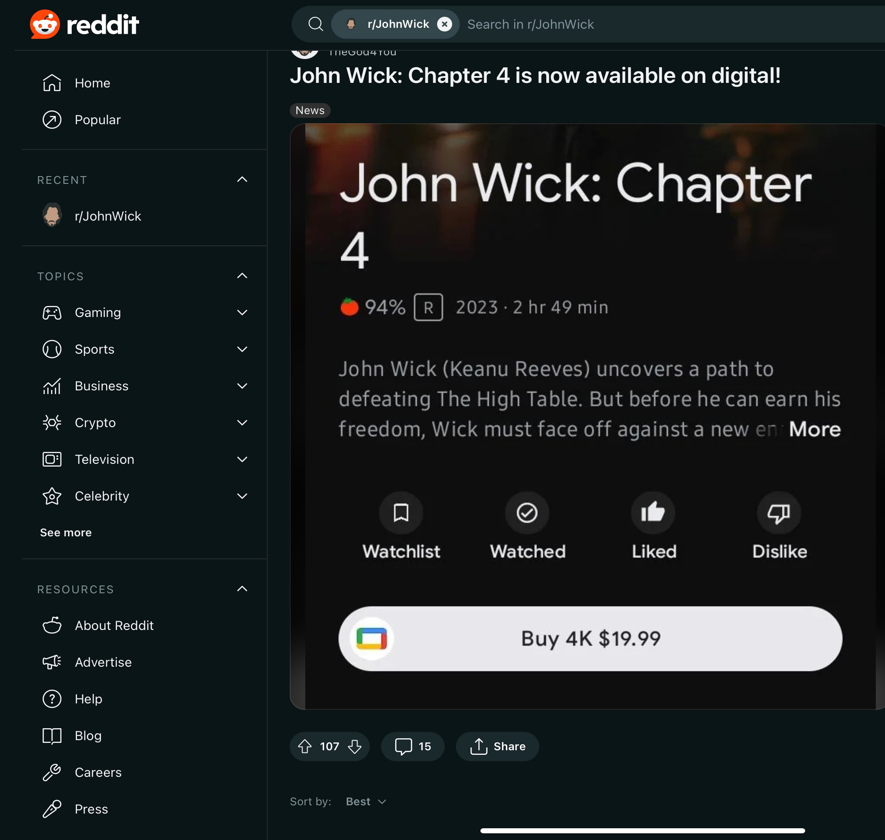 reddit
r/JohnWick
Search in r/JohnWick
Home
Popular
RECENT
r/JohnWick
TOPICS
Gaming
Sports
Business
Crypto
Television
Celebrity
See more
RESOURCES
About Reddit
Advertise
Help
Blog
Careers
Press
TheGod4You
John Wick: Chapter 4 is now available on digital!
News
John Wick: Chapter
4
94% R 2023 · 2 hr 49 min
John Wick (Keanu Reeves) uncovers a path to
defeating The High Table. But before he can earn his
freedom, Wick must face off against a new en More
Watchlist
Watched
Liked
Dislike
Buy 4K $19.99
107
15
Share
Sort by: Best